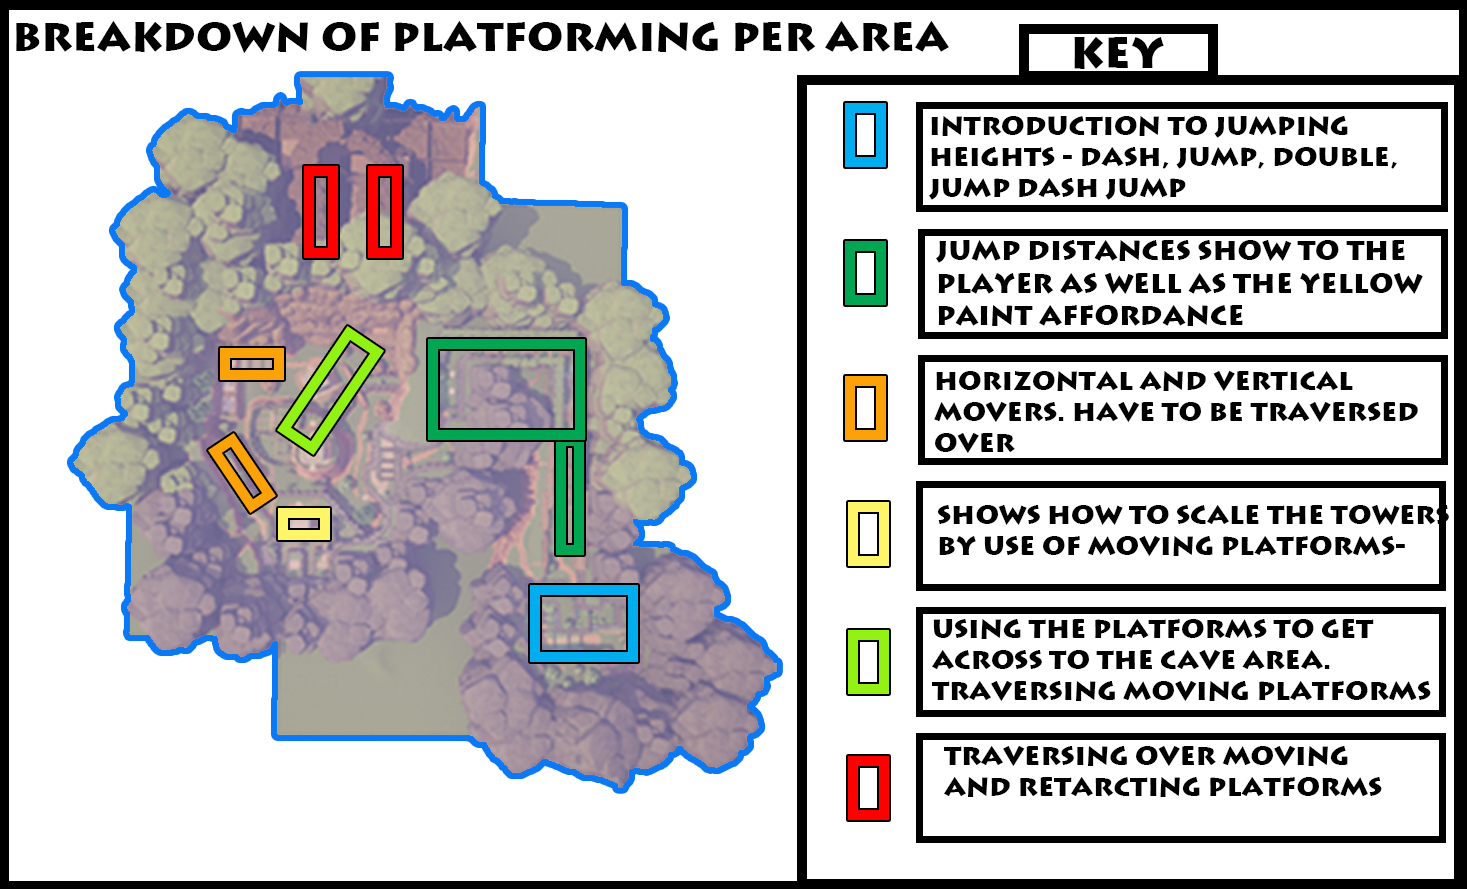 BREAKDOWN OF PLATFORMING PER AREA
KEY
INTRODUCTION TO JUMPING
HEIGHTS - DASH, JUMP, DOUBLE,
JUMP DASH JUMP
JUMP DISTANCES SHOW TO THE
PLAYER AS WELL AS THE YELLOW
PAINT AFFORDANCE
HORIZONTAL AND VERTICAL
MOVERS. HAVE TO BE TRAVERSED
OVER
SHOWS HOW TO SCALE THE TOWERS
BY USE OF MOVING PLATFORMS-
USING THE PLATFORMS TO GET
ACROSS TO THE CAVE AREA.
TRAVERSING MOVING PLATFORMS
TRAVERSING OVER MOVING
AND RETARCTING PLATFORMS